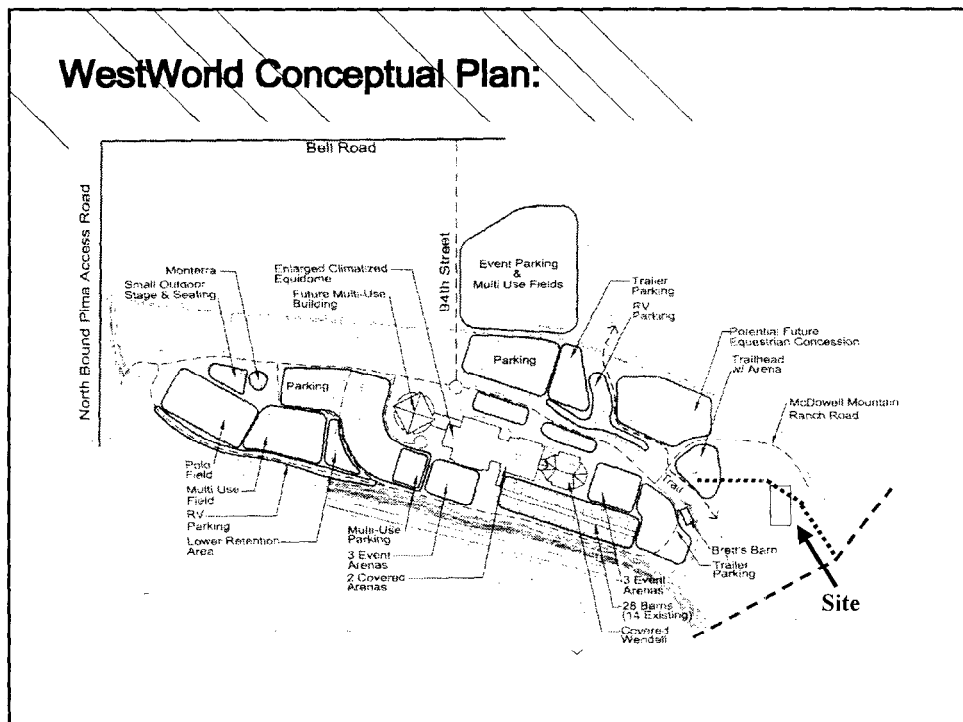 WestWorld Conceptual Plan:
Bell Road
North Bound Pima Access Road
94th Street
Monterra
Small Outdoor
Stage & Seating
Enlarged Climatized
Equidome
Future Multi-Use
Building
Event Parking
&
Multi Use Fields
Trailer
Parking
RV
Parking
Potential Future
Equestrian Concession
Trailhead
w/ Arena
McDowell Mountain
Ranch Road
Parking
Parking
Polo
Field
Multi Use
Field
RV
Parking
Lower Retention
Area
Multi-Use
Parking
3 Event
Arenas
2 Covered
Arenas
Trail
Brett's Barn
Trailer
Parking
3 Event
Arenas
28 Barns
(14 Existing)
Covered
Wendell
Site